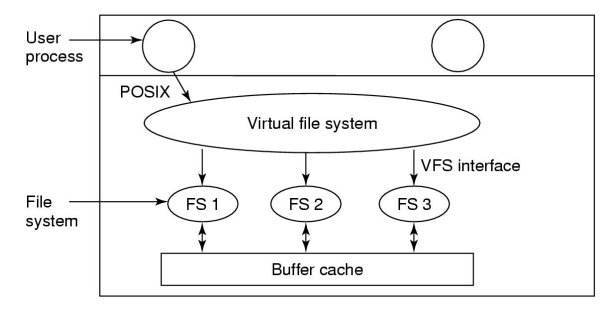 User
process
POSIX
Virtual file system
VFS interface
File
system
FS 1
FS 2
FS 3
Buffer cache